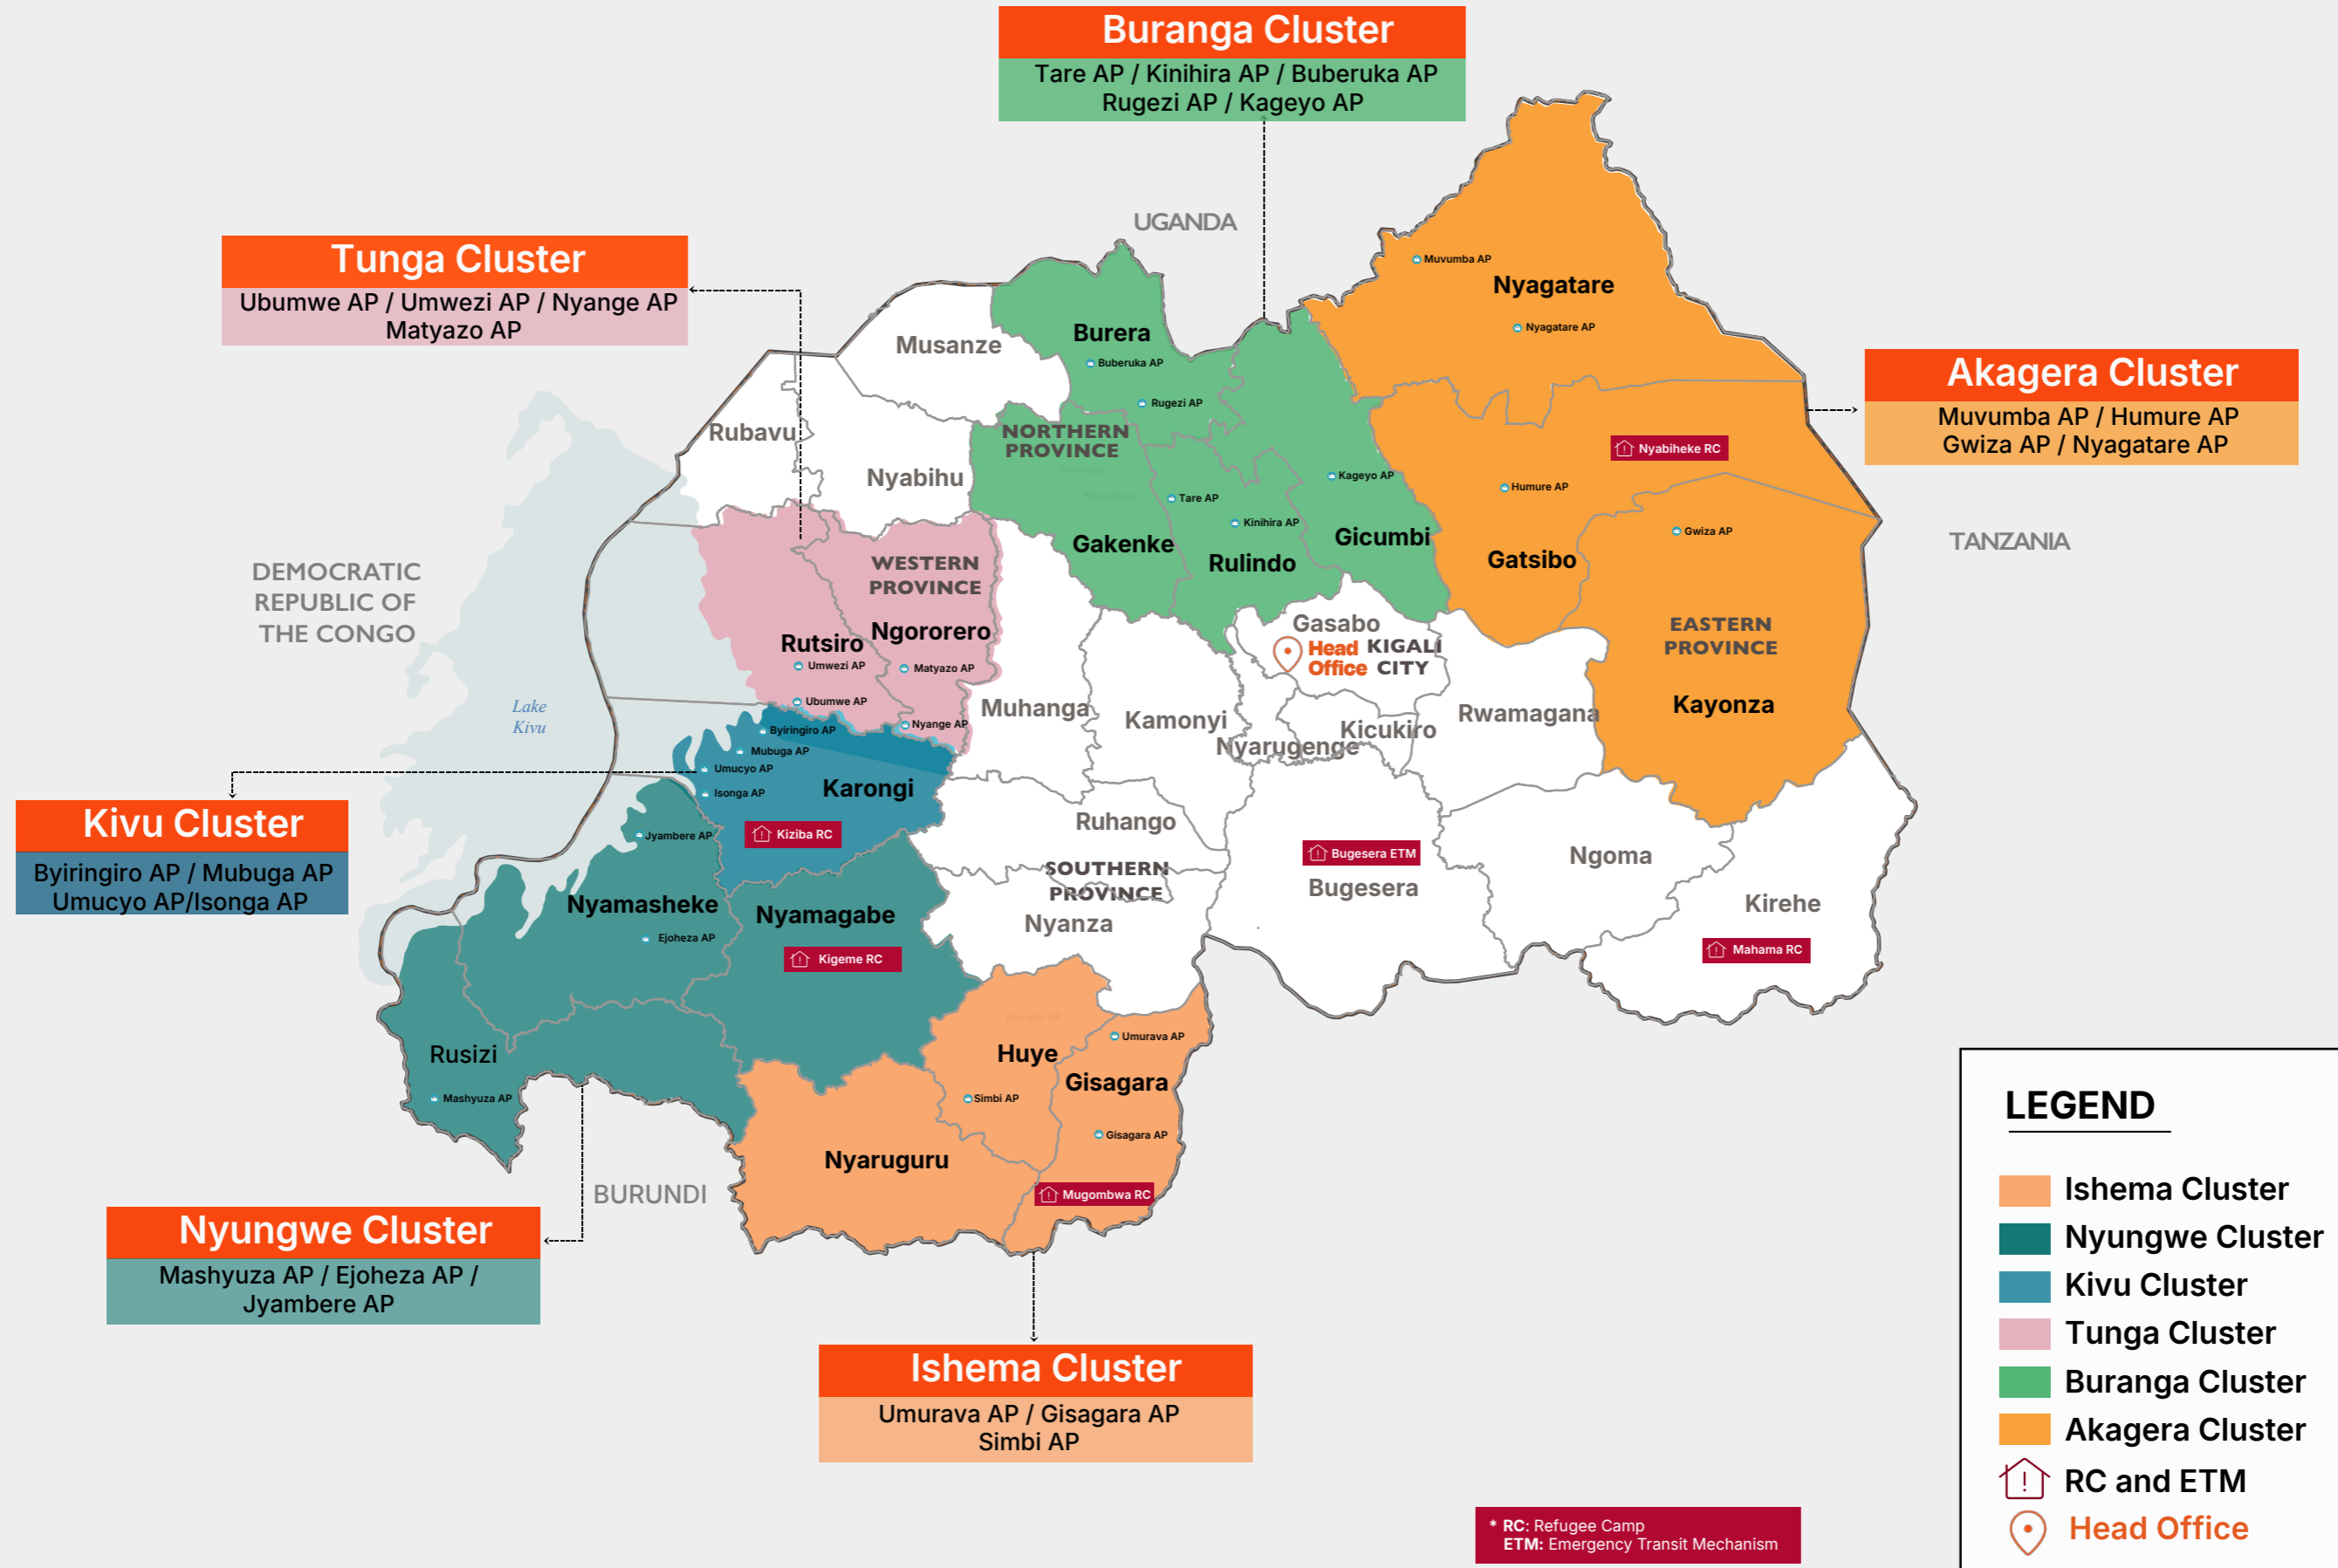 Buranga Cluster
Tare AP / Kinihira AP / Buberuka AP
Rugezi AP / Kageyo AP
UGANDA
Tunga Cluster
Ubumwe AP / Umwezi AP / Nyange AP
Matyazo AP
Muvumba AP
Nyagatare
Nyagatare AP
Musanze
Burera
Buberuka AP
Rugezi AP
Akagera Cluster
Muvumba AP / Humure AP
Gwiza AP / Nyagatare AP
Rubavu
Nyabihu
NORTHERN
PROVINCE
Nyabiheke RC
Kageyo AP
Humure AP
Tare AP
Kinihira AP
Gwiza AP
Gakenke
Rulindo
Gicumbi
Gatsibo
TANZANIA
DEMOCRATIC
REPUBLIC OF
THE CONGO
WESTERN
PROVINCE
Rutsiro
Ngororero
Umwezi AP
Matyazo AP
Ubumwe AP
Nyange AP
Gasabo
Head
Office
KIGALI
CITY
EASTERN
PROVINCE
Kayonza
Lake
Kivu
Muhanga
Kamonyi
Nyarugenge
Kicukiro
Rwamagana
Byiringiro AP
Mubuga AP
Umucyo AP
Isonga AP
Karongi
Kiziba RC
Kivu Cluster
Byiringiro AP / Mubuga AP
Umucyo AP/Isonga AP
Jyambere AP
Ruhango
Bugesera ETM
Bugesera
Ngoma
SOUTHERN
PROVINCE
Nyanza
Kirehe
Mahama RC
Nyamasheke
Ejoheza AP
Nyamagabe
Kigeme RC
Rusizi
Mashyuza AP
Huye
Umurava AP
Gisagara
Simbi AP
Gisagara AP
Nyaruguru
Mugombwa RC
BURUNDI
Nyungwe Cluster
Mashyuza AP / Ejoheza AP /
Jyambere AP
Ishema Cluster
Umurava AP / Gisagara AP
Simbi AP
LEGEND
Ishema Cluster
Nyungwe Cluster
Kivu Cluster
Tunga Cluster
Buranga Cluster
Akagera Cluster
RC and ETM
Head Office
* RC: Refugee Camp
ETM: Emergency Transit Mechanism